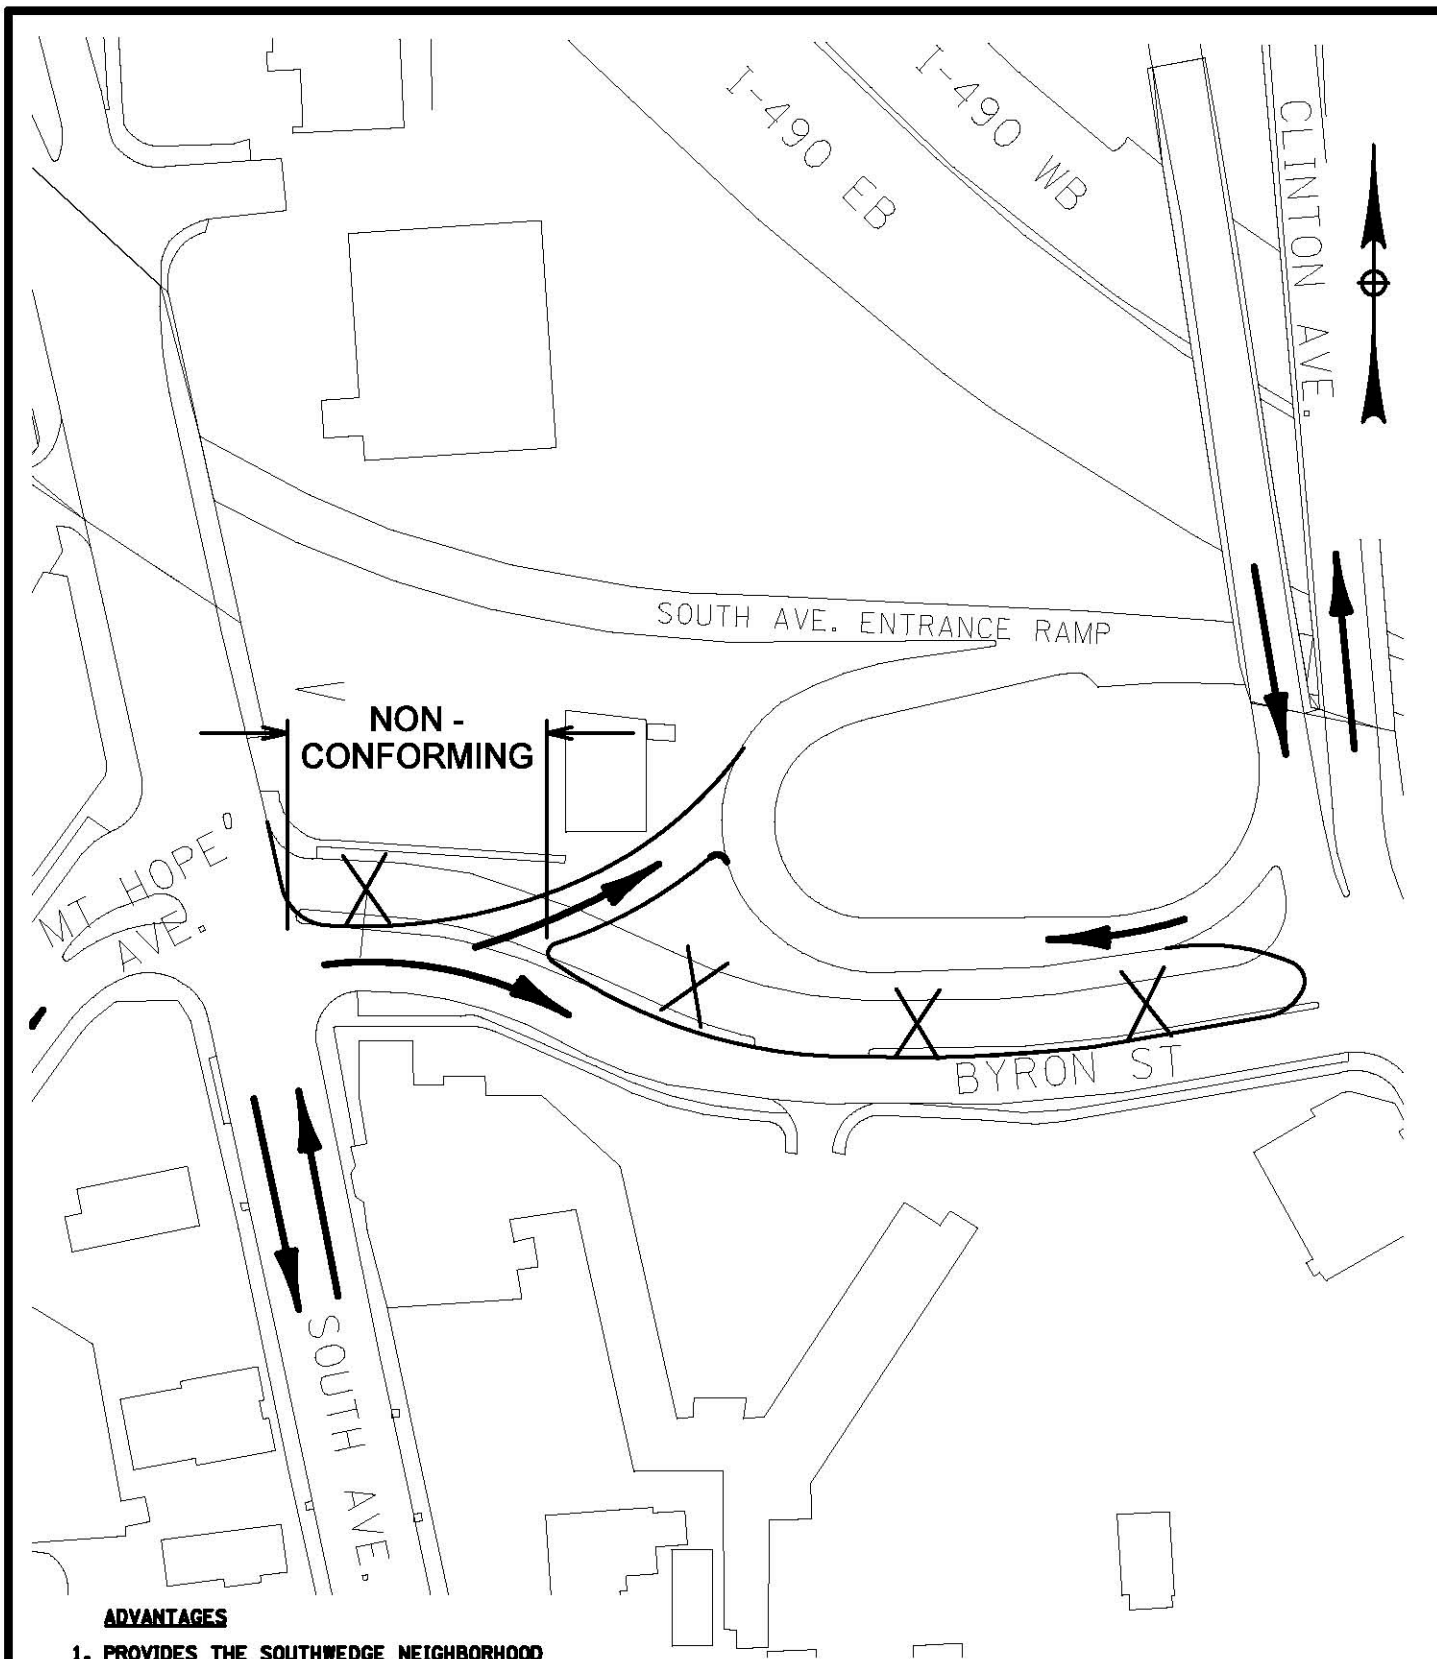 I-490 EB
I-490 WB
CLINTON AVE.
SOUTH AVE. ENTRANCE RAMP
NON -
CONFORMING
MT HOPE
AVE.
BYRON ST
SOUTH AVE.
ADVANTAGES
1. PROVIDES THE SOUTHWEDGE NEIGHBORHOOD